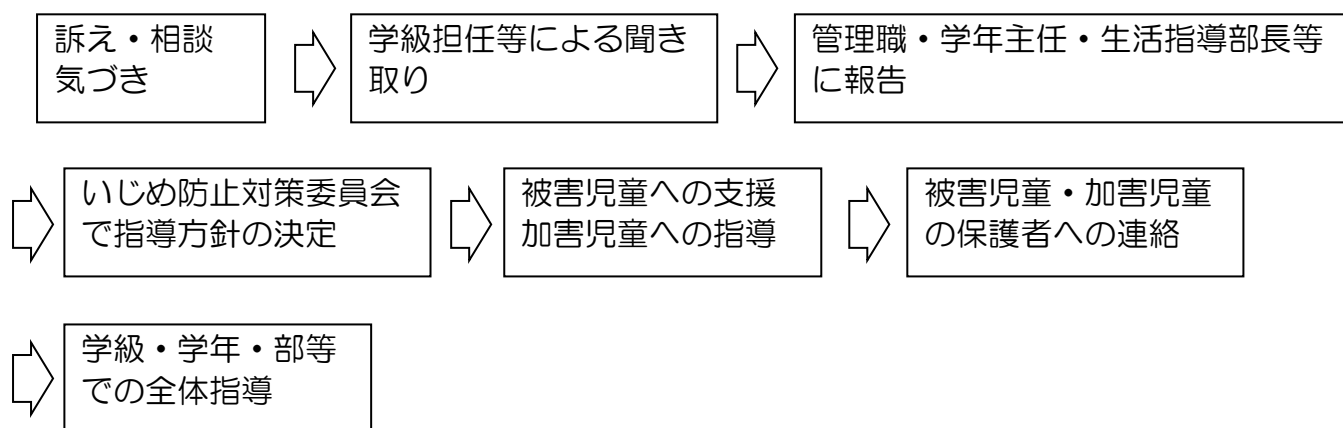 訴え・相談
気づき
学級担任等による聞き
取り
管理職・学年主任・生活指導部長等
に報告
いじめ防止対策委員会
で指導方針の決定
被害児童への支援
加害児童への指導
被害児童・加害児童
の保護者への連絡
学級・学年・部等
での全体指導